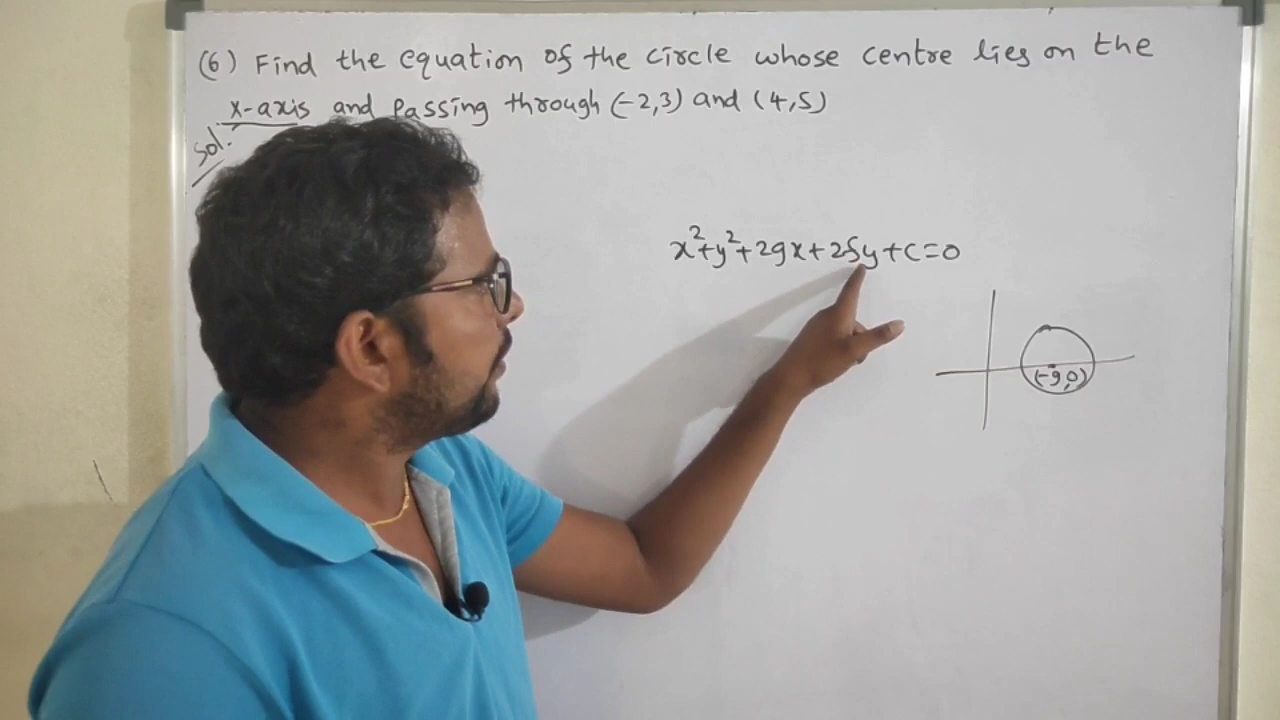 (6) Find the equation of the circle whose centre lies on the
x-axis and passing through (-2,3) and (4,5)
Sol:
x²+y²+2gx+2fy+c=0
(-g,0)